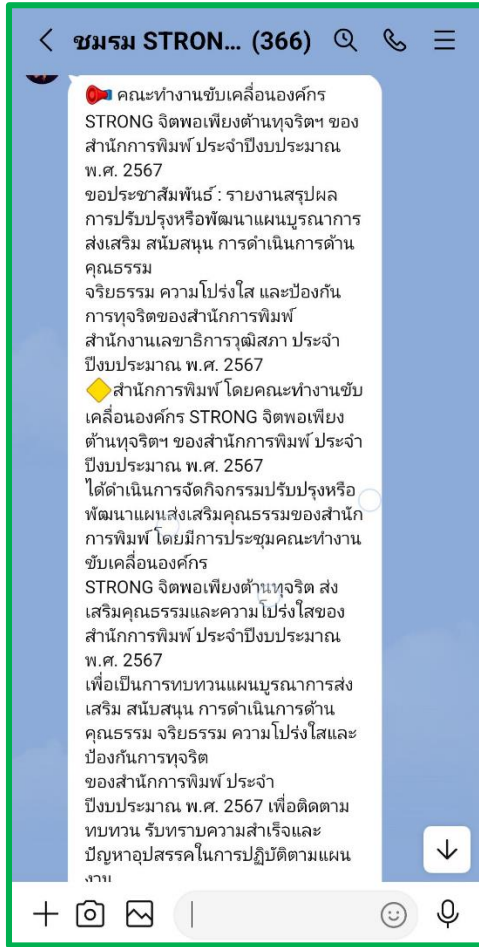 ชมรม STRON... (366)
คณะทำงานขับเคลื่อนองค์กร
STRONG จิตพอเพียงต้านทุจริตฯ ของ
สำนักการพิมพ์ ประจำปีงบประมาณ
พ.ศ. 2567
ขอประชาสัมพันธ์ : รายงานสรุปผล
การปรับปรุงหรือพัฒนาแผนบูรณาการ
ส่งเสริม สนับสนุน การดำเนินการด้าน
คุณธรรม
จริยธรรม ความโปร่งใส และป้องกัน
การทุจริตของสำนักการพิมพ์
สำนักงานเลขาธิการวุฒิสภา ประจำ
ปีงบประมาณ พ.ศ. 2567
สำนักการพิมพ์ โดยคณะทำงานขับ
เคลื่อนองค์กร STRONG จิตพอเพียง
ต้านทุจริตฯ ของสำนักการพิมพ์ ประจำ
ปีงบประมาณ พ.ศ. 2567
ได้ดำเนินการจัดกิจกรรมปรับปรุงหรือ
พัฒนาแผนส่งเสริมคุณธรรมของสำนัก
การพิมพ์ โดยมีการประชุมคณะทำงาน
ขับเคลื่อนองค์กร
STRONG จิตพอเพียงต้านทุจริต ส่ง
เสริมคุณธรรมและความโปร่งใสของ
สำนักการพิมพ์ ประจำปีงบประมาณ
พ.ศ. 2567
เพื่อเป็นการทบทวนแผนบูรณาการส่ง
เสริม สนับสนุน การดำเนินการด้าน
คุณธรรม จริยธรรม ความโปร่งใสและ
ป้องกันการทุจริต
ของสำนักการพิมพ์ ประจำ
ปีงบประมาณ พ.ศ. 2567 เพื่อติดตาม
ทบทวน รับทราบความสำเร็จและ
ปัญหาอุปสรรคในการปฏิบัติตามแผน
งาน